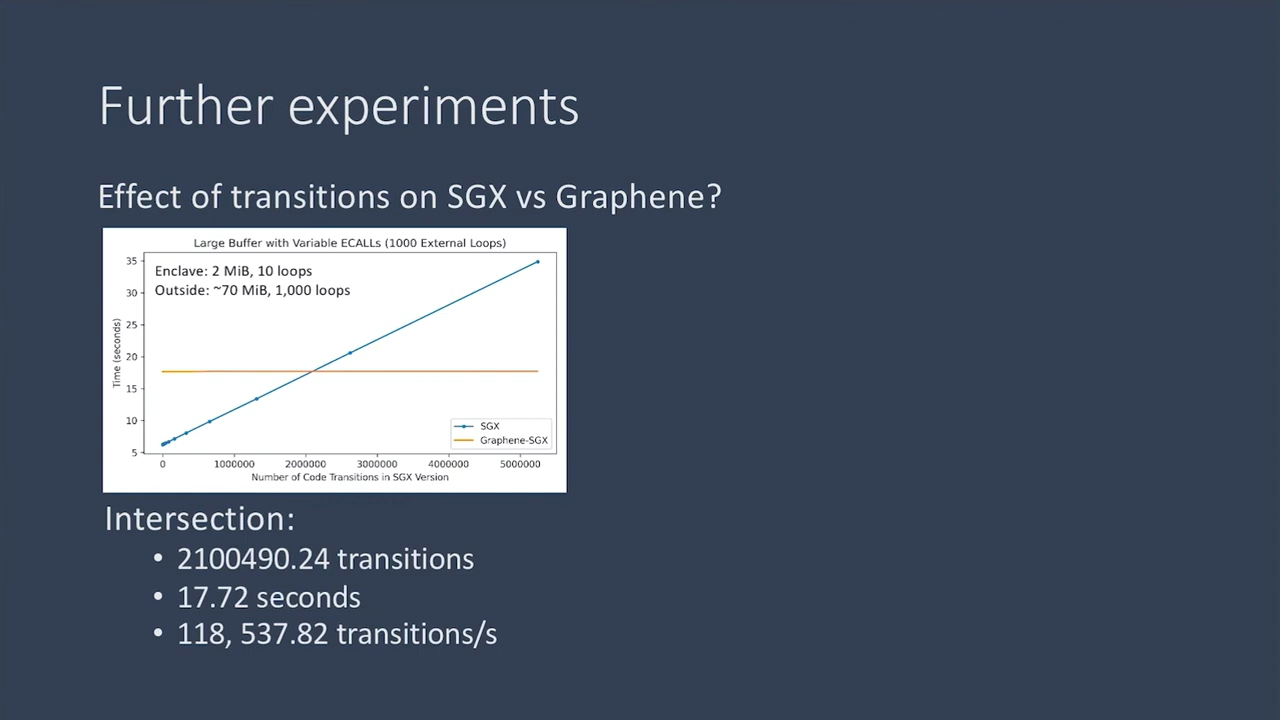 Further experiments
Effect of transitions on SGX vs Graphene?
Large Buffer with Variable ECALLs (1000 External Loops)
Enclave: 2 MiB, 10 loops
Outside: ~70 MiB, 1,000 loops
35
30
25
20
15
10
5
Time (seconds)
SGX
Graphene-SGX
0 1000000 2000000 3000000 4000000 5000000
Number of Code Transitions in SGX Version
Intersection:
• 2100490.24 transitions
• 17.72 seconds
• 118, 537.82 transitions/s